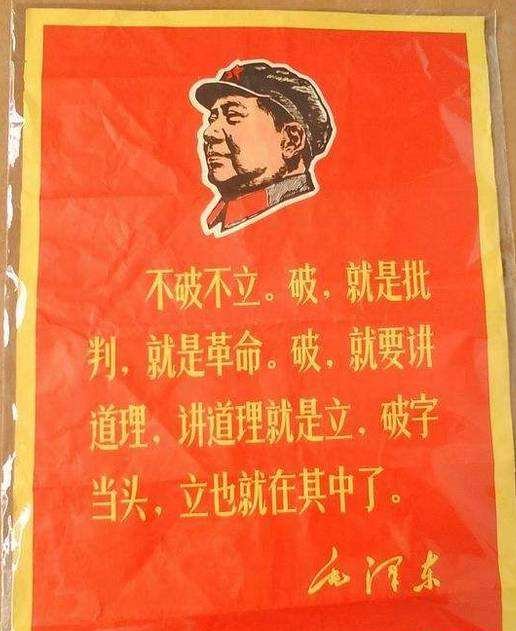 不破不立。破，就是批
判，就是革命。破，就要讲
道理，讲道理就是立，破字
当头，立也就在其中了。
毛泽东